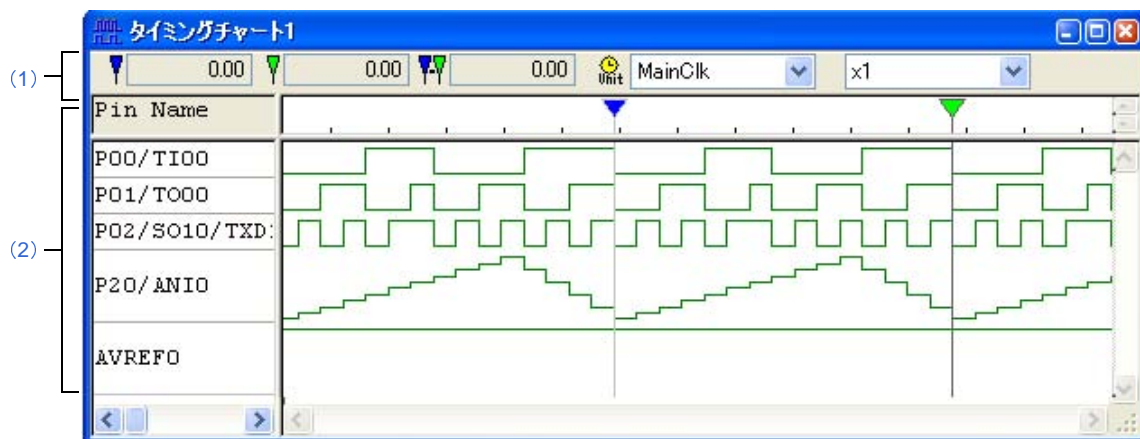 タイミングチャート1
(1)
0.00 0.00 0.00 Unit MainClk x1
(2)
Pin Name
P00/TI00
P01/TO00
P02/SO10/TXD1
P20/ANI0
AVREF0